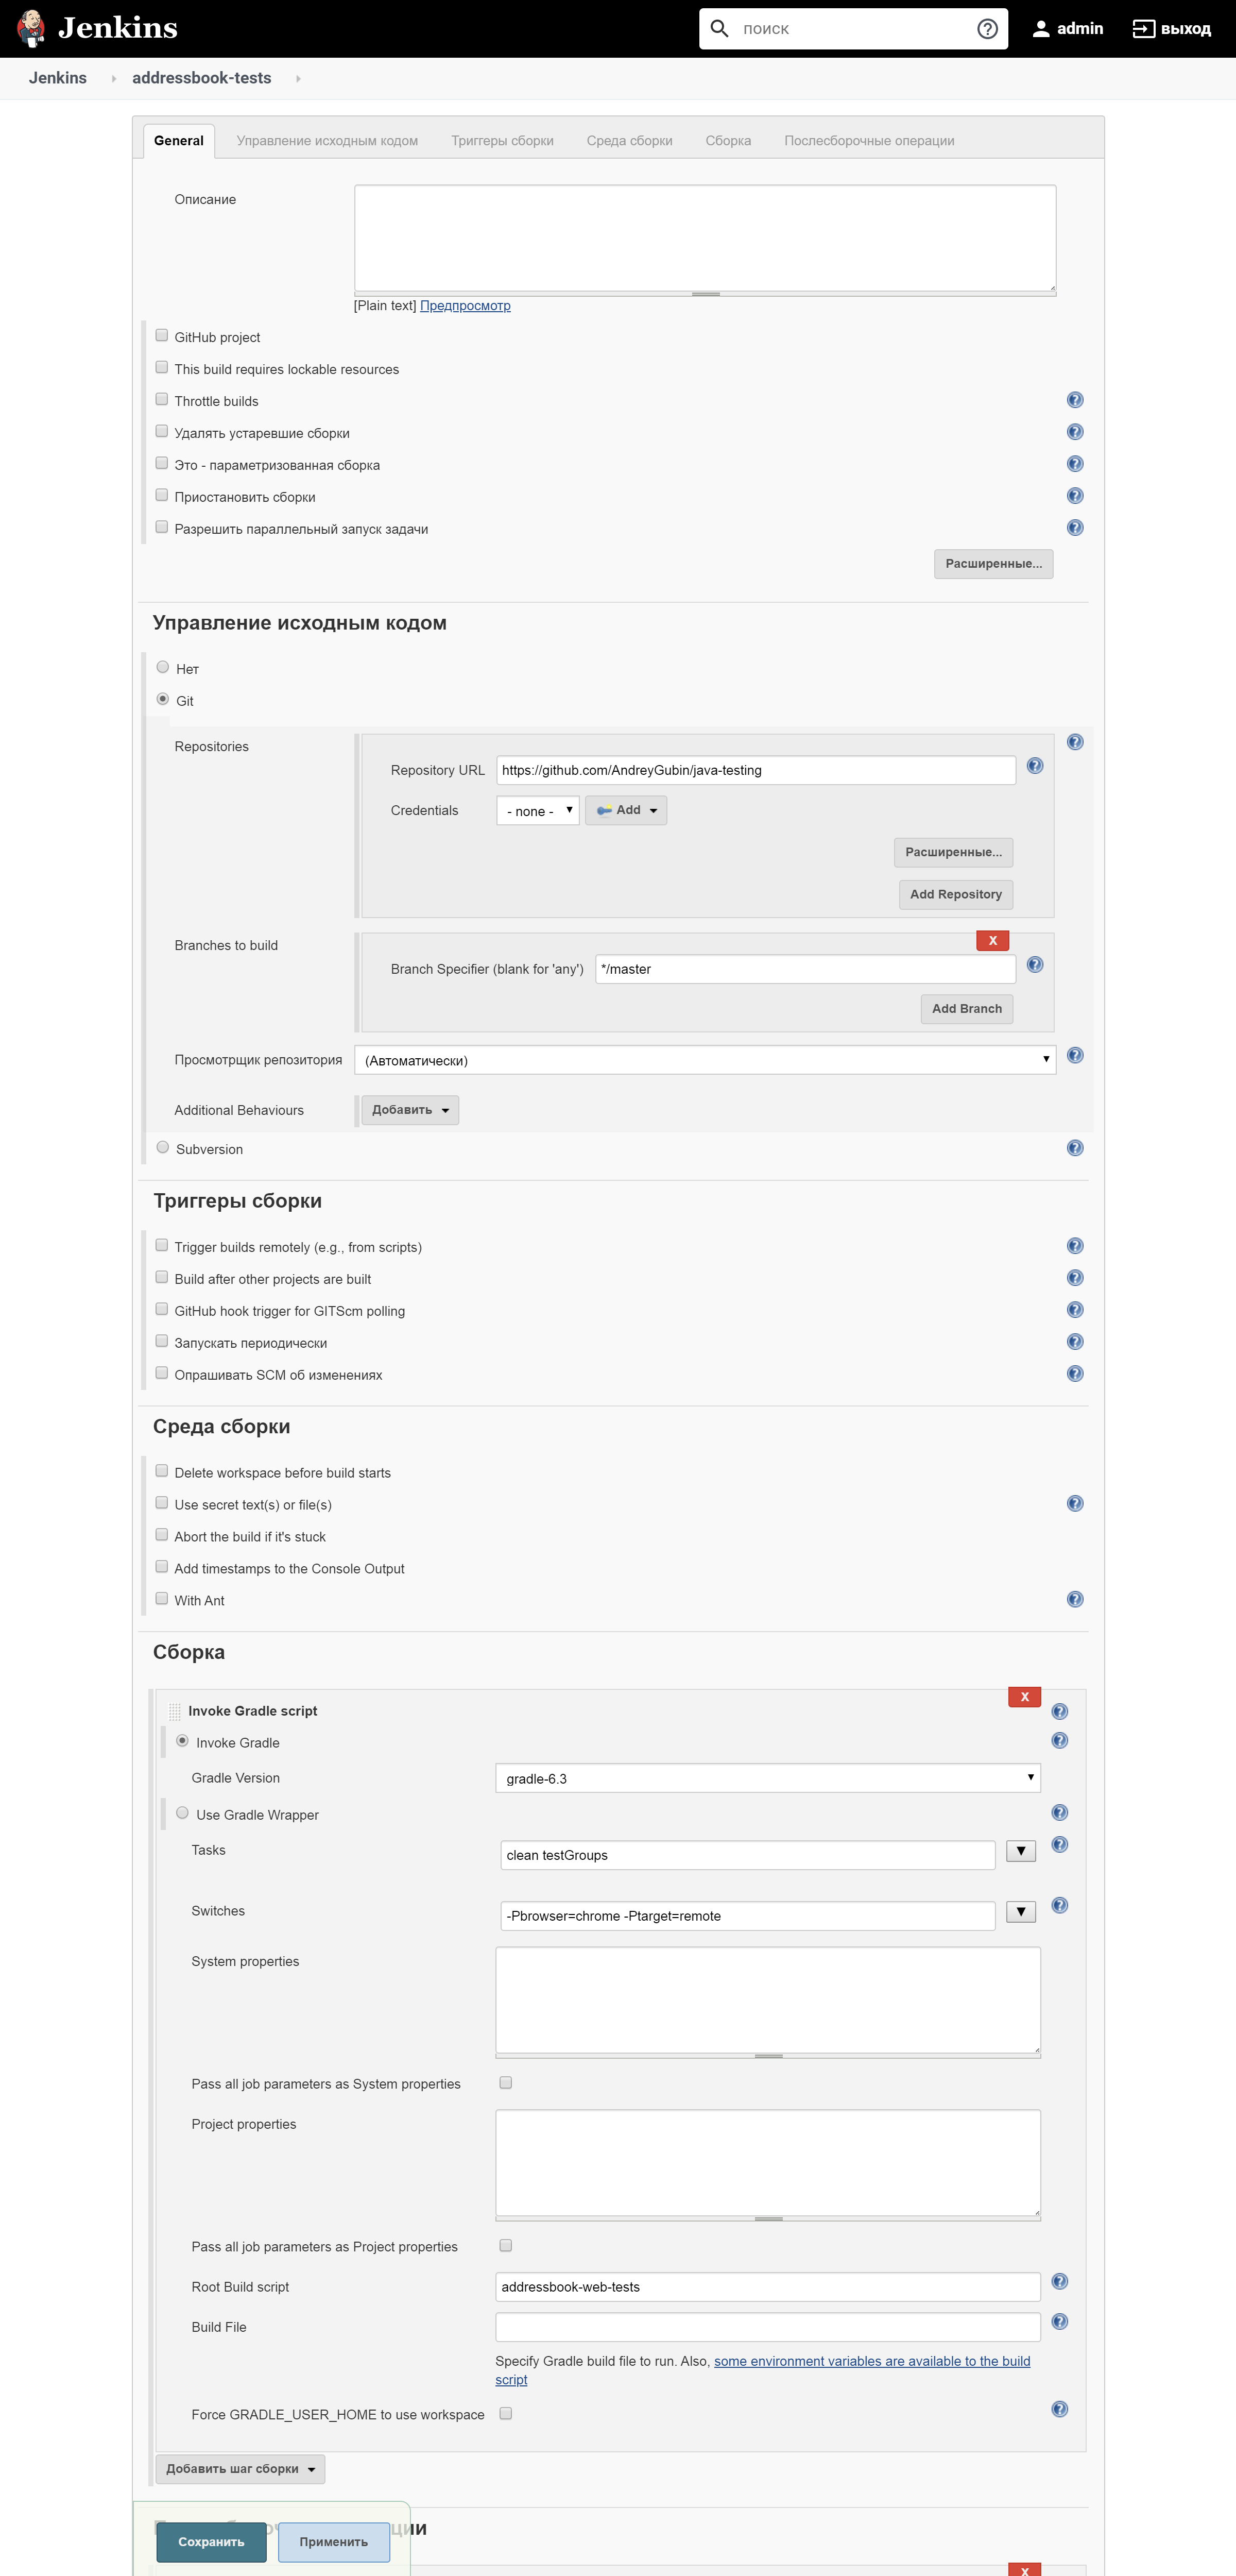 Jenkins
поиск
admin
выход
Jenkins
addressbook-tests
General
Управление исходным кодом
Триггеры сборки
Среда сборки
Сборка
Послесборочные операции
Описание
[Plain text] Предпросмотр
GitHub project
This build requires lockable resources
Throttle builds
Удалять устаревшие сборки
Это - параметризованная сборка
Приостановить сборки
Разрешить параллельный запуск задачи
Расширенные...
Управление исходным кодом
Нет
Git
Repositories
Repository URL
https://github.com/AndreyGubin/java-testing
Credentials
- none -
Add
Расширенные...
Add Repository
Branches to build
X
Branch Specifier (blank for 'any')
*/master
Add Branch
Просмотрщик репозитория
(Автоматически)
Additional Behaviours
Добавить
Subversion
Триггеры сборки
Trigger builds remotely (e.g., from scripts)
Build after other projects are built
GitHub hook trigger for GITScm polling
Запускать периодически
Опрашивать SCM об изменениях
Среда сборки
Delete workspace before build starts
Use secret text(s) or file(s)
Abort the build if it's stuck
Add timestamps to the Console Output
With Ant
Сборка
X
Invoke Gradle script
Invoke Gradle
Gradle Version
gradle-6.3
Use Gradle Wrapper
Tasks
clean testGroups
Switches
-Pbrowser=chrome -Ptarget=remote
System properties
Pass all job parameters as System properties
Project properties
Pass all job parameters as Project properties
Root Build script
addressbook-web-tests
Build File
Specify Gradle build file to run. Also, some environment variables are available to the build
script
Force GRADLE_USER_HOME to use workspace
Добавить шаг сборки
Сохранить
Применить
X